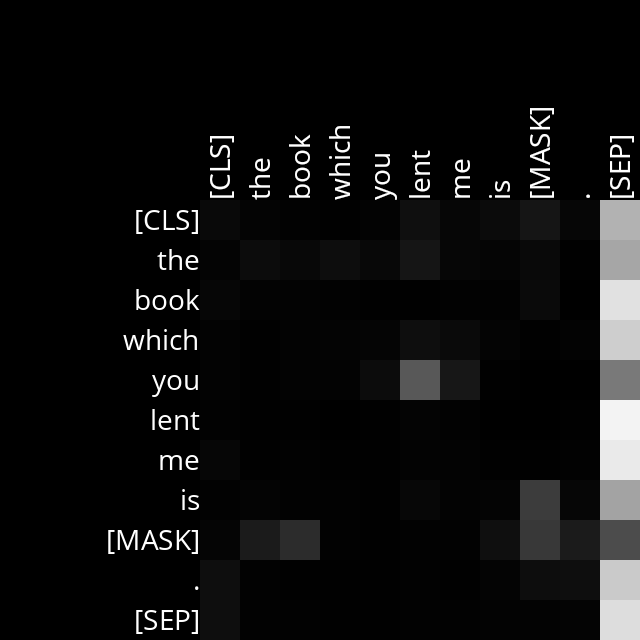 [CLS] the book which you lent me is [MASK] . [SEP]
[CLS]
the
book
which
you
lent
me
is
[MASK]
.
[SEP]